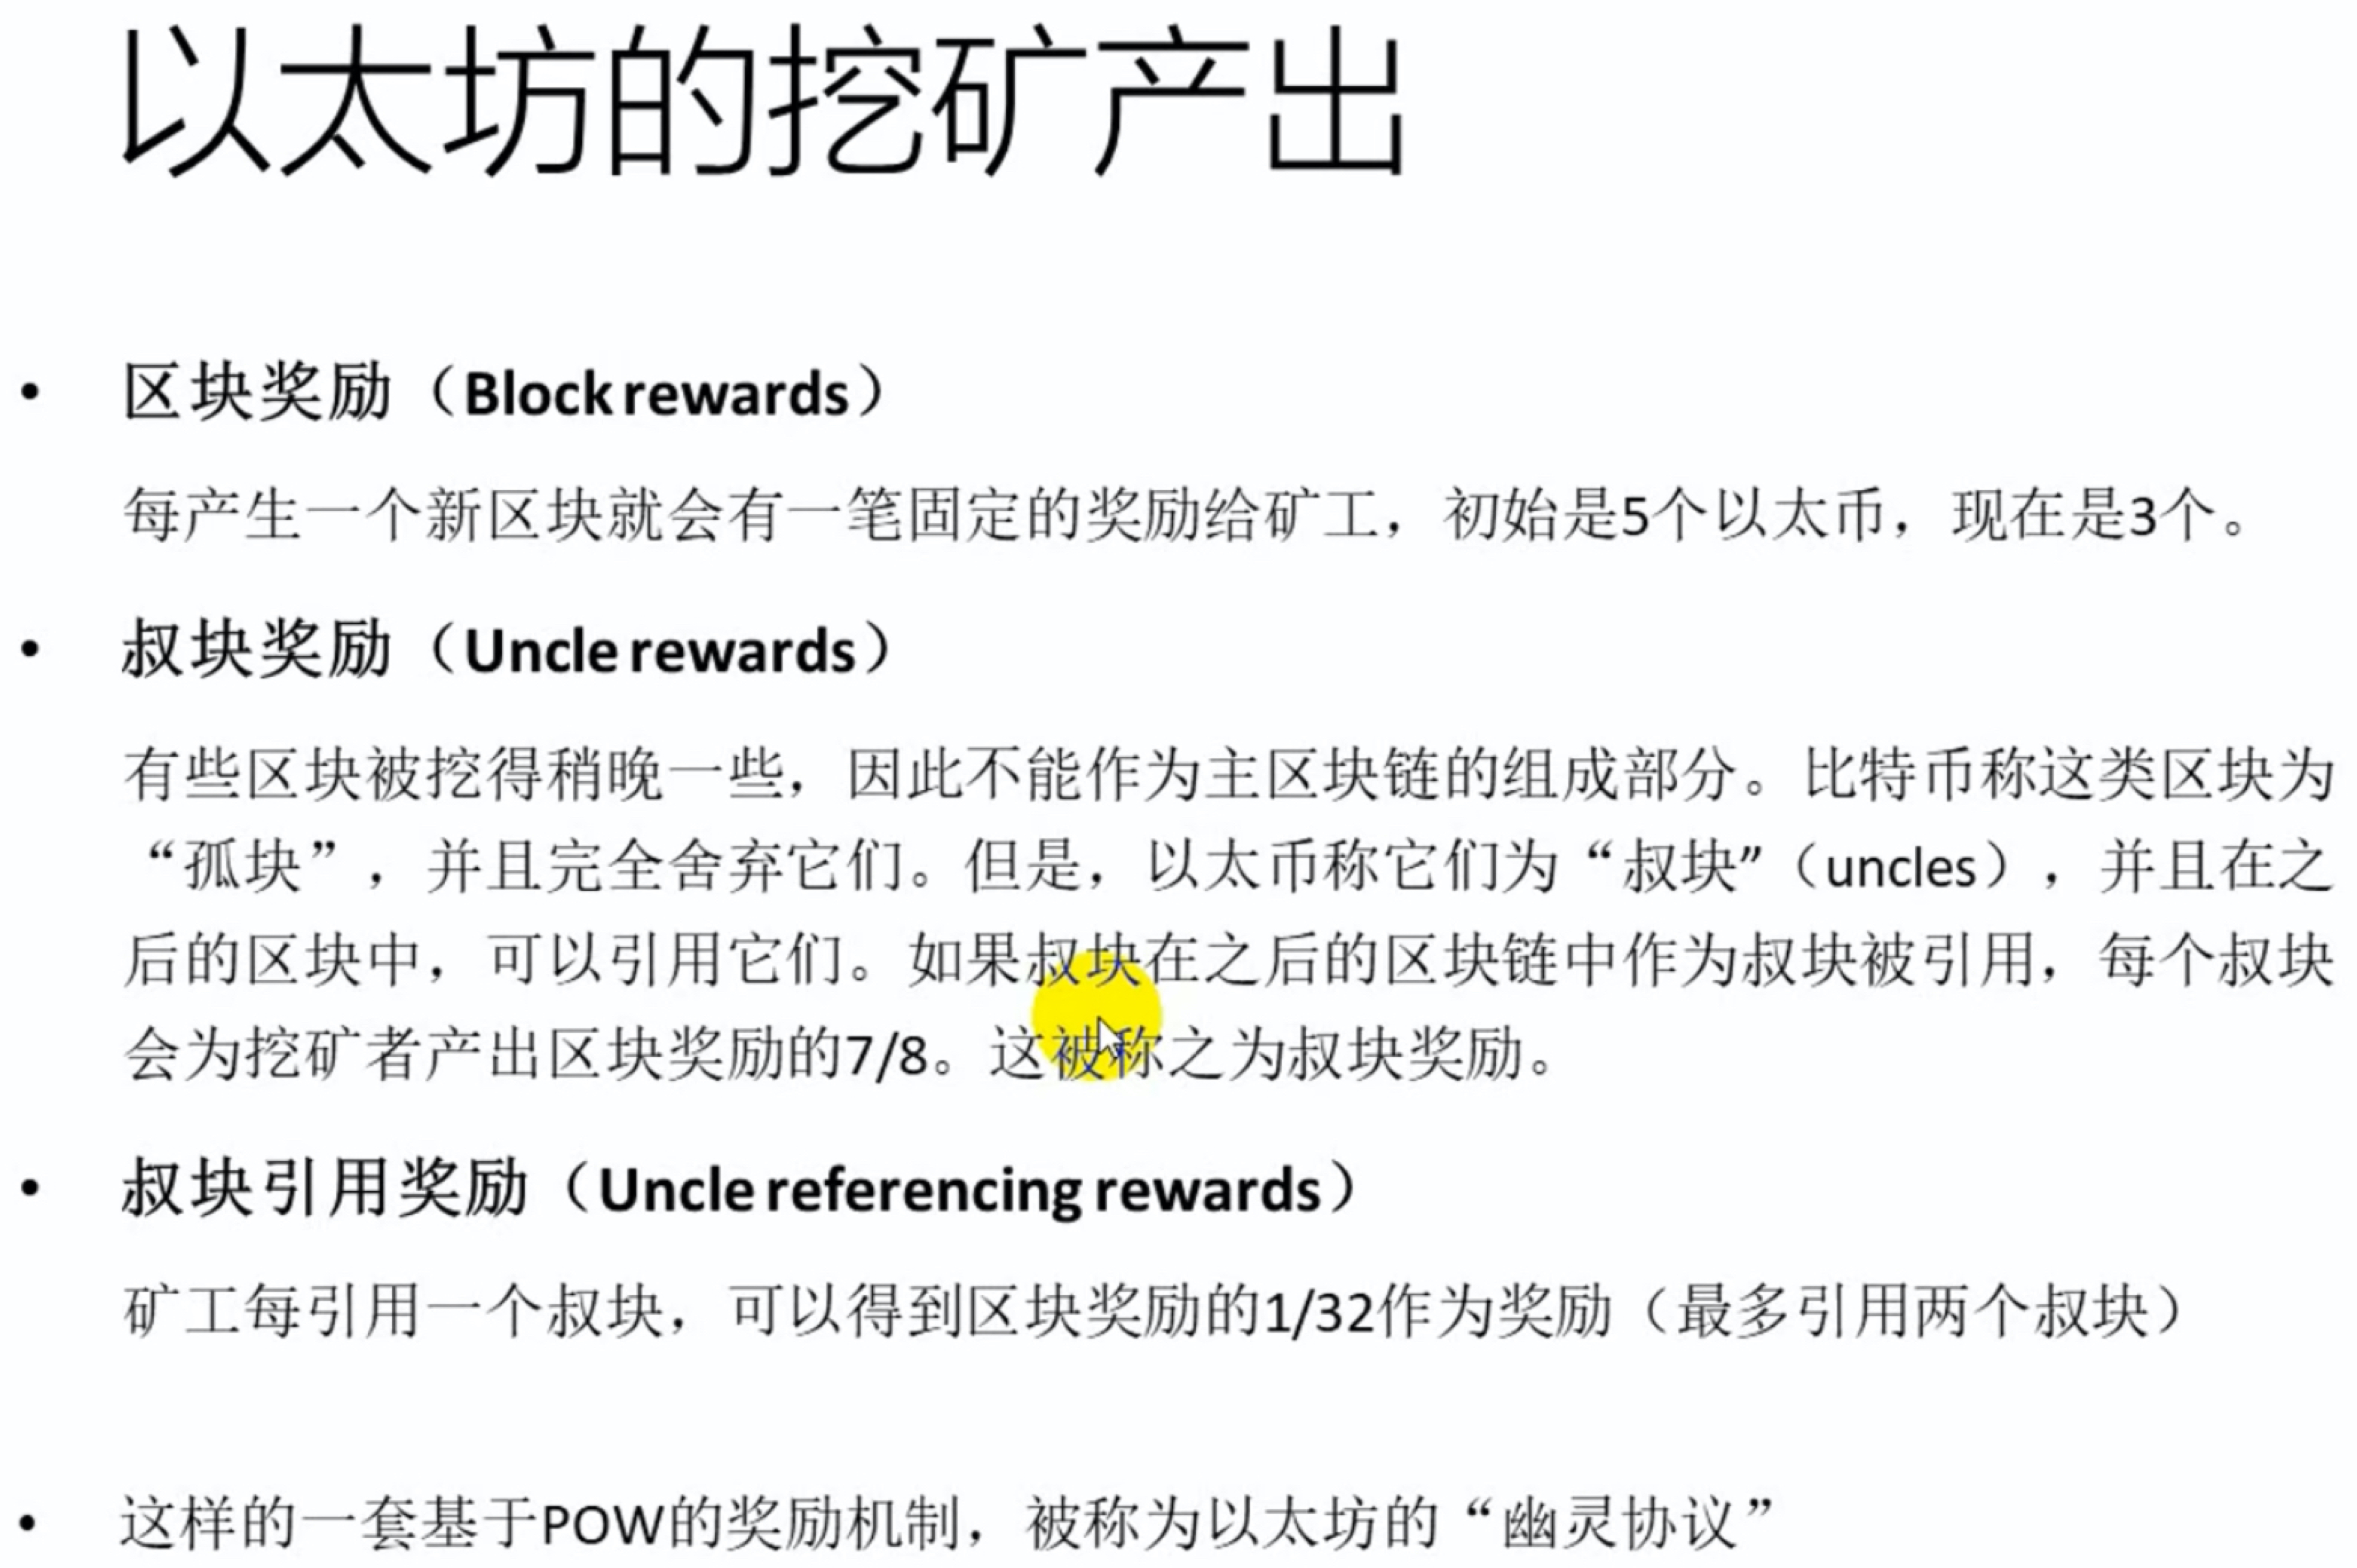 以太坊的挖矿产出
• 区块奖励（Block rewards）
每产生一个新区块就会有一笔固定的奖励给矿工，初始是5个以太币，现在是3个。
• 叔块奖励（Uncle rewards）
有些区块被挖得稍晚一些，因此不能作为主区块链的组成部分。比特币称这类区块为
“孤块”，并且完全舍弃它们。但是，以太币称它们为“叔块”（uncles），并且在之
后的区块中，可以引用它们。如果叔块在之后的区块链中作为叔块被引用，每个叔块
会为挖矿者产出区块奖励的7/8。这被称之为叔块奖励。
• 叔块引用奖励（Uncle referencing rewards）
矿工每引用一个叔块，可以得到区块奖励的1/32作为奖励（最多引用两个叔块）
• 这样的一套基于POW的奖励机制，被称为以太坊的“幽灵协议”